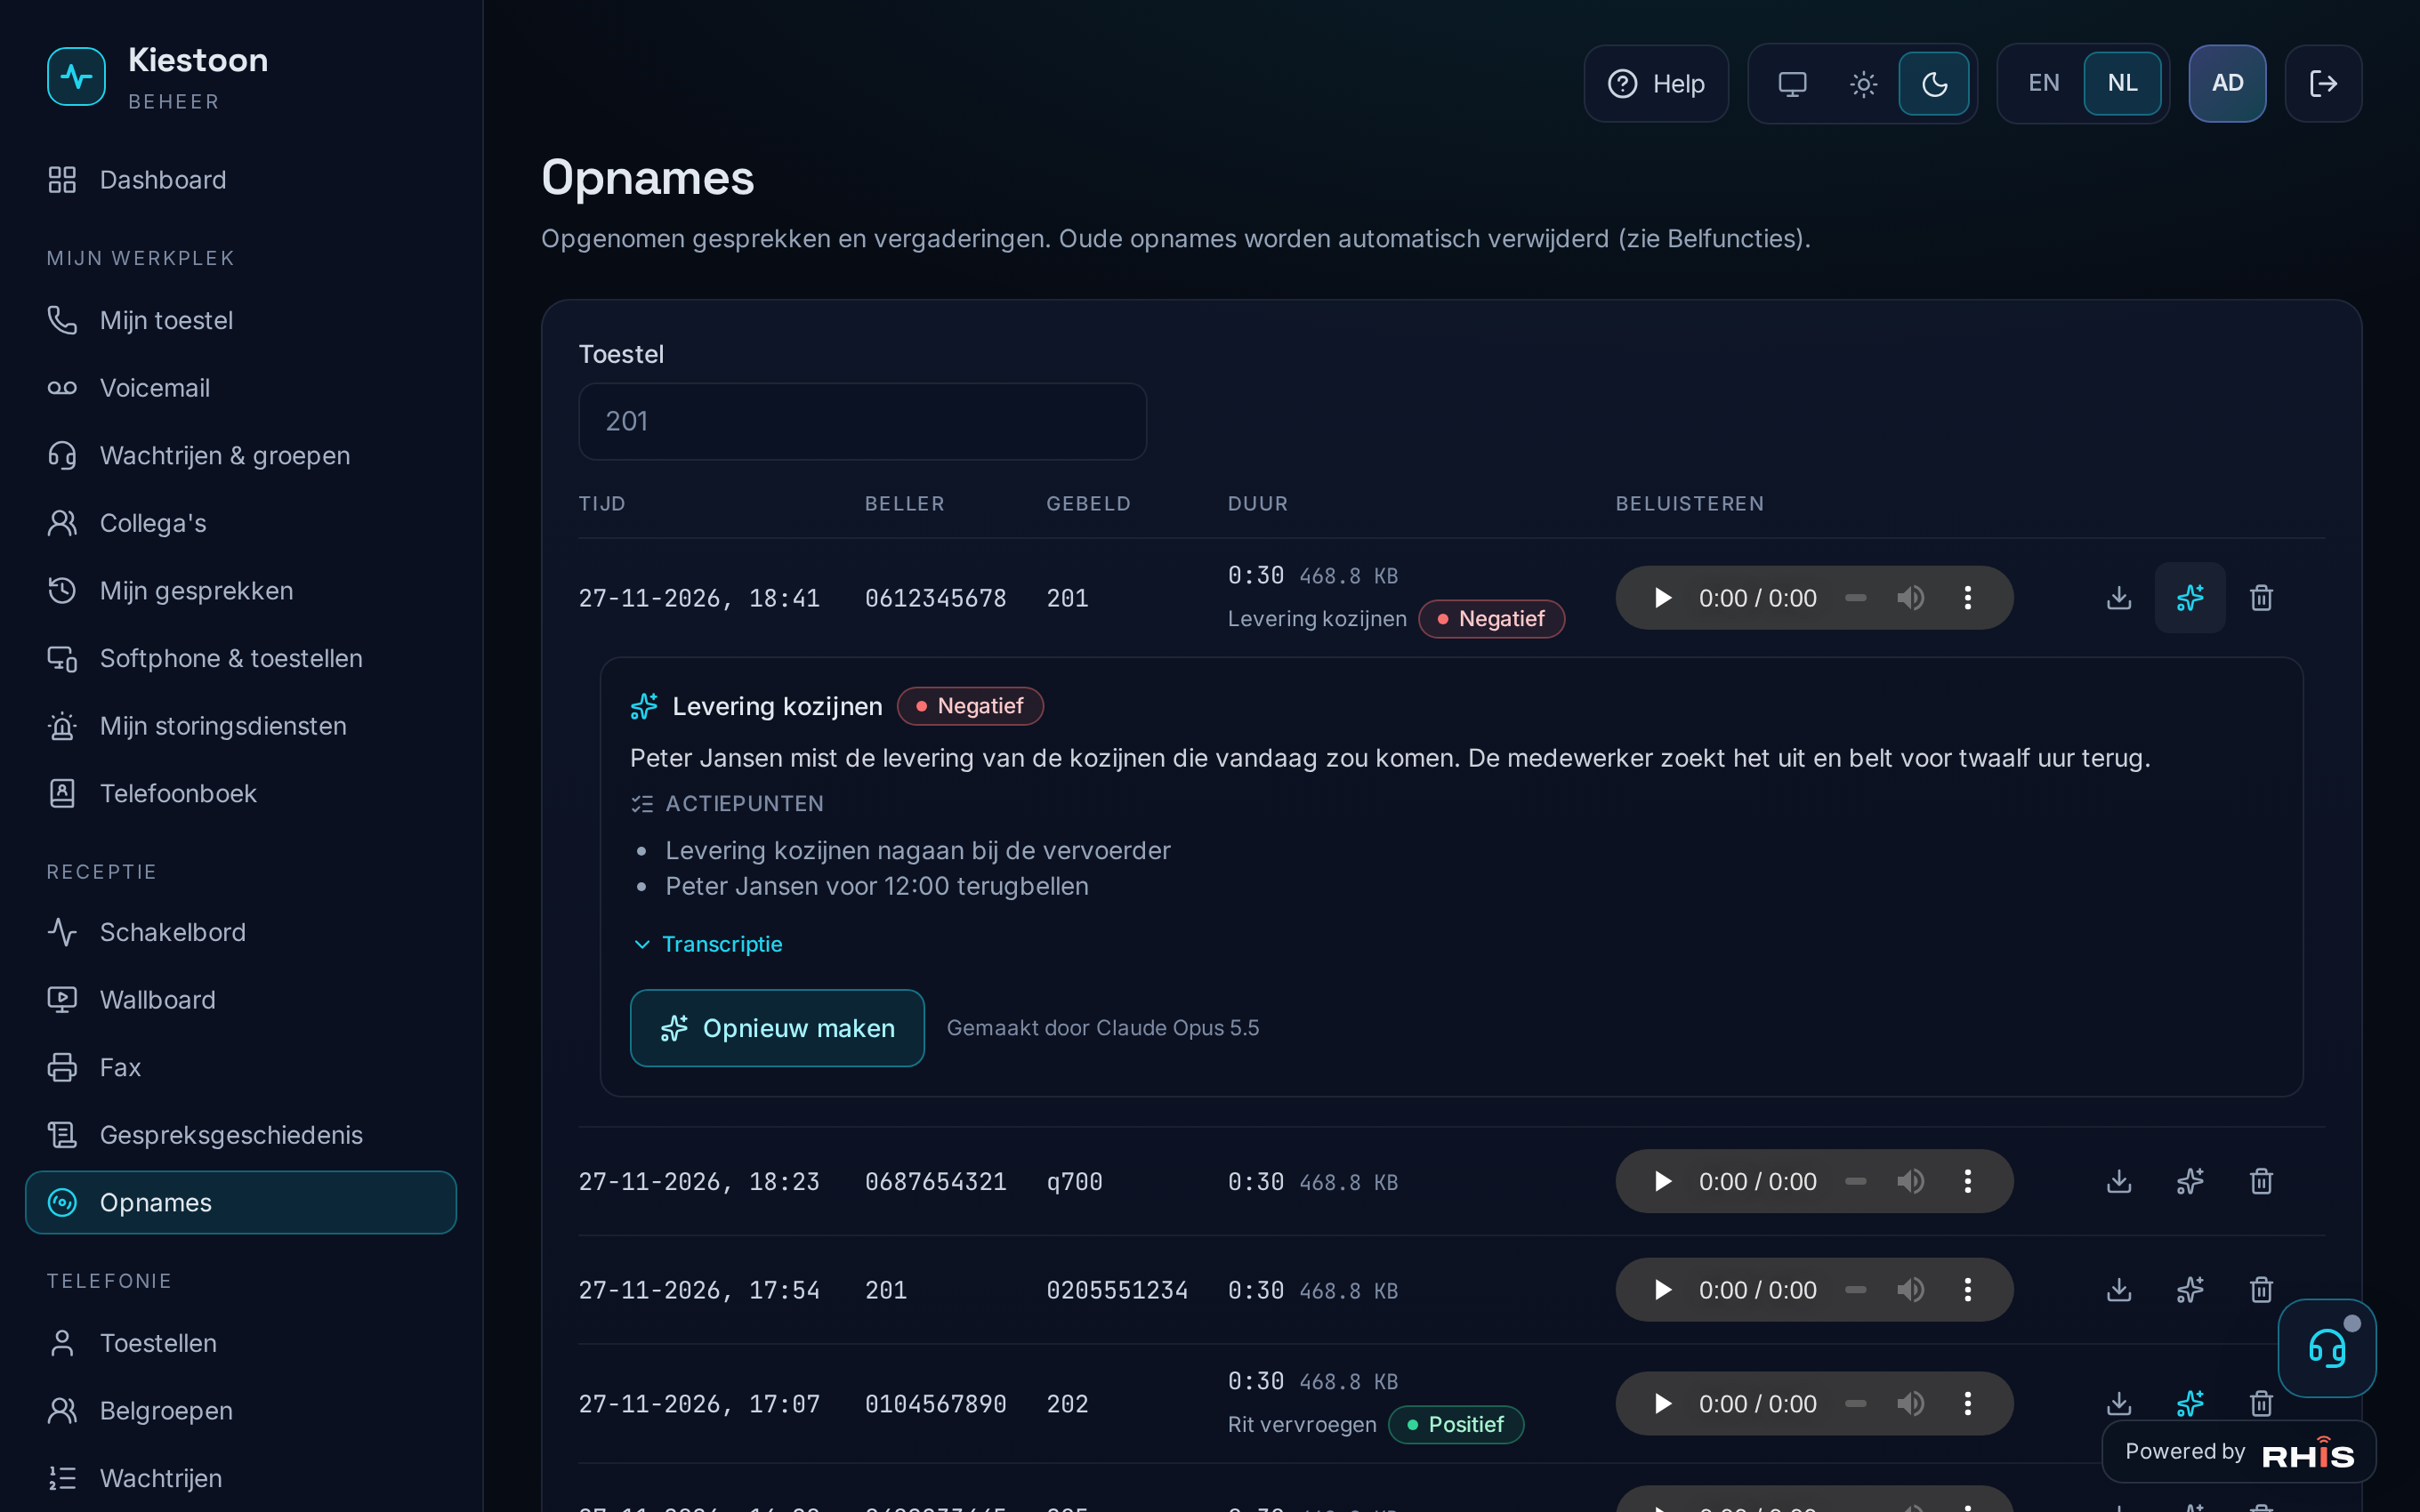 Kiestoon
BEHEER
Dashboard
MIJN WERKPLEK
Mijn toestel
Voicemail
Wachtrijen & groepen
Collega's
Mijn gesprekken
Softphone & toestellen
Mijn storingsdiensten
Telefoonboek
RECEPTIE
Schakelbord
Wallboard
Fax
Gespreksgeschiedenis
Opnames
TELEFONIE
Toestellen
Belgroepen
Wachtrijen
Help
EN NL AD
Opnames
Opgenomen gesprekken en vergaderingen. Oude opnames worden automatisch verwijderd (zie Belfuncties).
Toestel
201
TIJD BELLER GEBELD DUUR BELUISTEREN
27-11-2026, 18:41 0612345678 201 0:30 468.8 KB 0:00 / 0:00
Levering kozijnen Negatief
Levering kozijnen Negatief
Peter Jansen mist de levering van de kozijnen die vandaag zou komen. De medewerker zoekt het uit en belt voor twaalf uur terug.
ACTIEPUNTEN
Levering kozijnen nagaan bij de vervoerder
Peter Jansen voor 12:00 terugbellen
Transcriptie
Opnieuw maken Gemaakt door Claude Opus 5.5
27-11-2026, 18:23 0687654321 q700 0:30 468.8 KB 0:00 / 0:00
27-11-2026, 17:54 201 0205551234 0:30 468.8 KB 0:00 / 0:00
27-11-2026, 17:07 0104567890 202 0:30 468.8 KB 0:00 / 0:00
Rit vervroegen Positief
Powered by RHIS